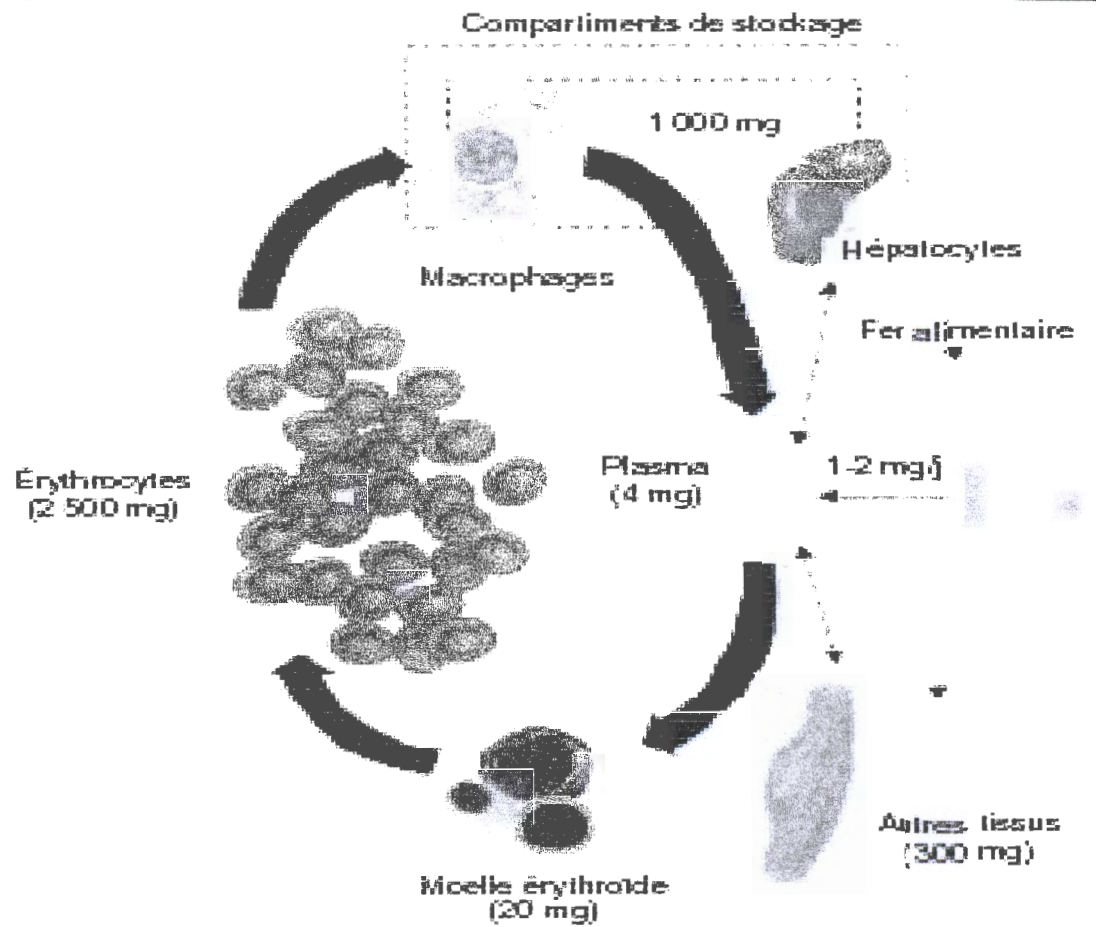 Compartiments de stockage
1 000 mg
Hépatocytes
Macrophages
Fer alimentaire
Érythrocytes
(2 500 mg)
Plasma
(4 mg)
1-2 mg/j
Autres tissus
(300 mg)
Moelle érythroïde
(20 mg)